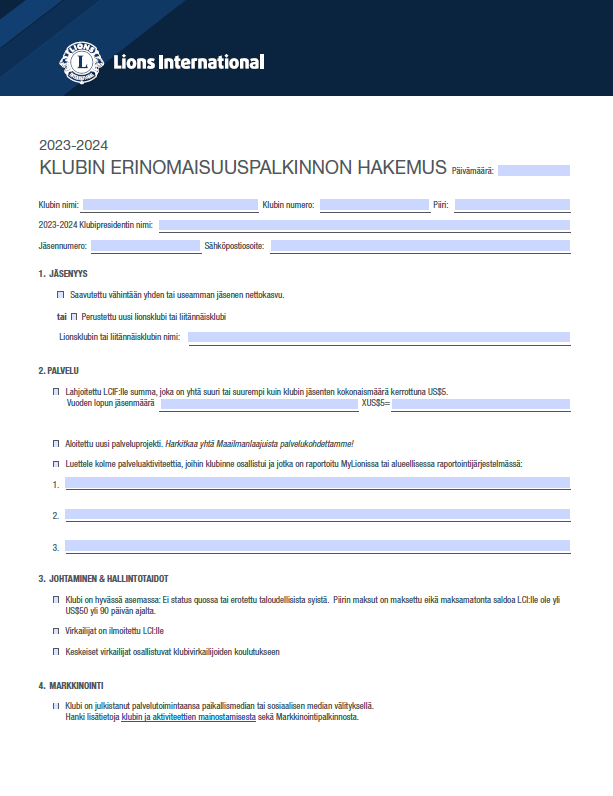 LIONS
L
INTERNATIONAL
Lions International
2023-2024
KLUBIN ERINOMAISUUSPALKINNON HAKEMUS Päivämäärä:
Klubin nimi: Klubin numero: Piiri:
2023-2024 Klubipresidentin nimi:
Jäsennumero: Sähköpostiosoite:
1. JÄSENYYS
Saavutettu vähintään yhden tai useamman jäsenen nettokasvu.
tai Perustettu uusi lionsklubi tai liitännäisklubi
Lionsklubin tai liitännäisklubin nimi:
2. PALVELU
Lahjoitettu LCIF:lle summa, joka on yhtä suuri tai suurempi kuin klubin jäsenten kokonaismäärä kerrottuna US$5.
Vuoden lopun jäsenmäärä XUS$5=
Aloitettu uusi palveluprojekti. Harkitkaa yhtä Maailmanlaajuista palvelukohdettamme!
Luettele kolme palveluaktiviteettia, joihin klubinne osallistui ja jotka on raportoitu MyLionissa tai alueellisessa raportointijärjestelmässä:
1.
2.
3.
3. JOHTAMINEN & HALLINTOTAIDOT
Klubi on hyvässä asemassa: Ei status quossa tai erotettu taloudellisista syistä. Piirin maksut on maksettu eikä maksamatonta saldoa LCI:lle ole yli
US$50 yli 90 päivän ajalta.
Virkailijat on ilmoitettu LCI:lle
Keskeiset virkailijat osallistuvat klubivirkailijoiden koulutukseen
4. MARKKINOINTI
Klubi on julkistanut palvelutoimintaansa paikallismedian tai sosiaalisen median välityksellä.
Hanki lisätietoja klubin ja aktiviteettien mainostamisesta sekä Markkinointipalkinnosta.